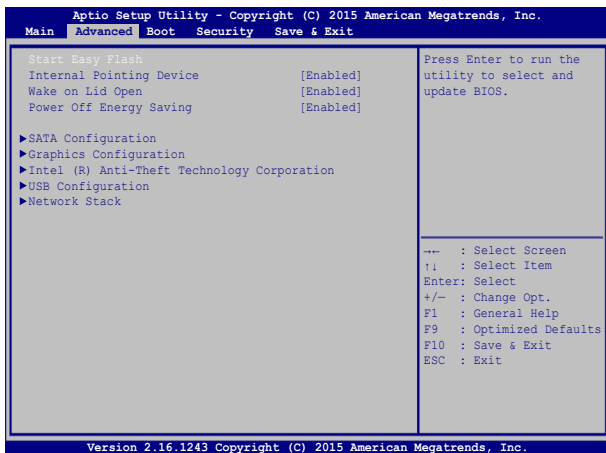 Aptio Setup Utility - Copyright (C) 2015 American Megatrends, Inc.
Main Advanced Boot Security Save & Exit
Start Easy Flash
Internal Pointing Device [Enabled]
Wake on Lid Open [Enabled]
Power Off Energy Saving [Enabled]
▶SATA Configuration
▶Graphics Configuration
▶Intel (R) Anti-Theft Technology Corporation
▶USB Configuration
▶Network Stack
Press Enter to run the
utility to select and
update BIOS.
→← : Select Screen
↑↓ : Select Item
Enter: Select
+/— : Change Opt.
F1 : General Help
F9 : Optimized Defaults
F10 : Save & Exit
ESC : Exit
Version 2.16.1243 Copyright (C) 2015 American Megatrends, Inc.